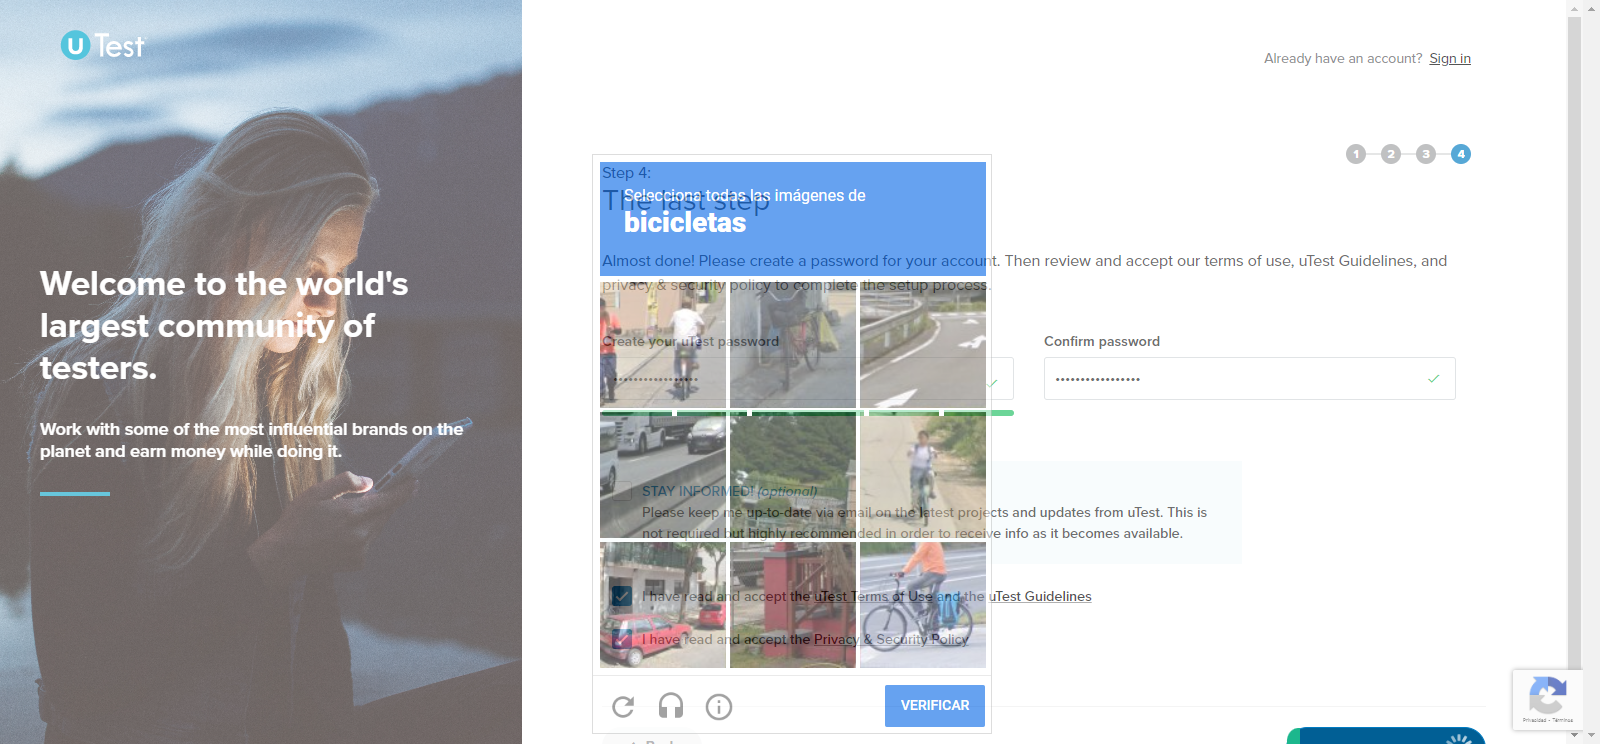 U Test
Already have an account? Sign in
1 2 3 4
Step 4:
The last step
Selecciona todas las imágenes de
bicicletas
Almost done! Please create a password for your account. Then review and accept our terms of use, uTest Guidelines, and
privacy & security policy to complete the setup process.
Welcome to the world's
largest community of
testers.
Work with some of the most influential brands on the
planet and earn money while doing it.
Create your uTest password
Confirm password
STAY INFORMED! (optional)
Please keep me up-to-date via email on the latest projects and updates from uTest. This is
not required but highly recommended in order to receive info as it becomes available.
I have read and accept the uTest Terms of Use and the uTest Guidelines
I have read and accept the Privacy & Security Policy
VERIFICAR
Privacidad - Términos